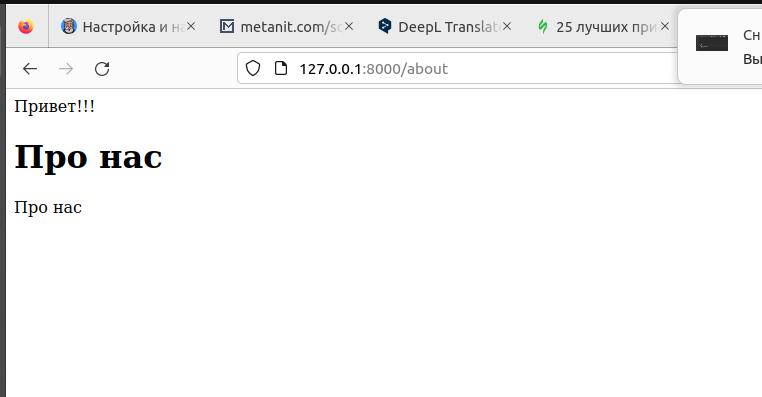 Настройка и на
metanit.com/sc
DeepL Translat
25 лучших при
Сн
Вы
127.0.0.1:8000/about
Привет!!!
Про нас
Про нас